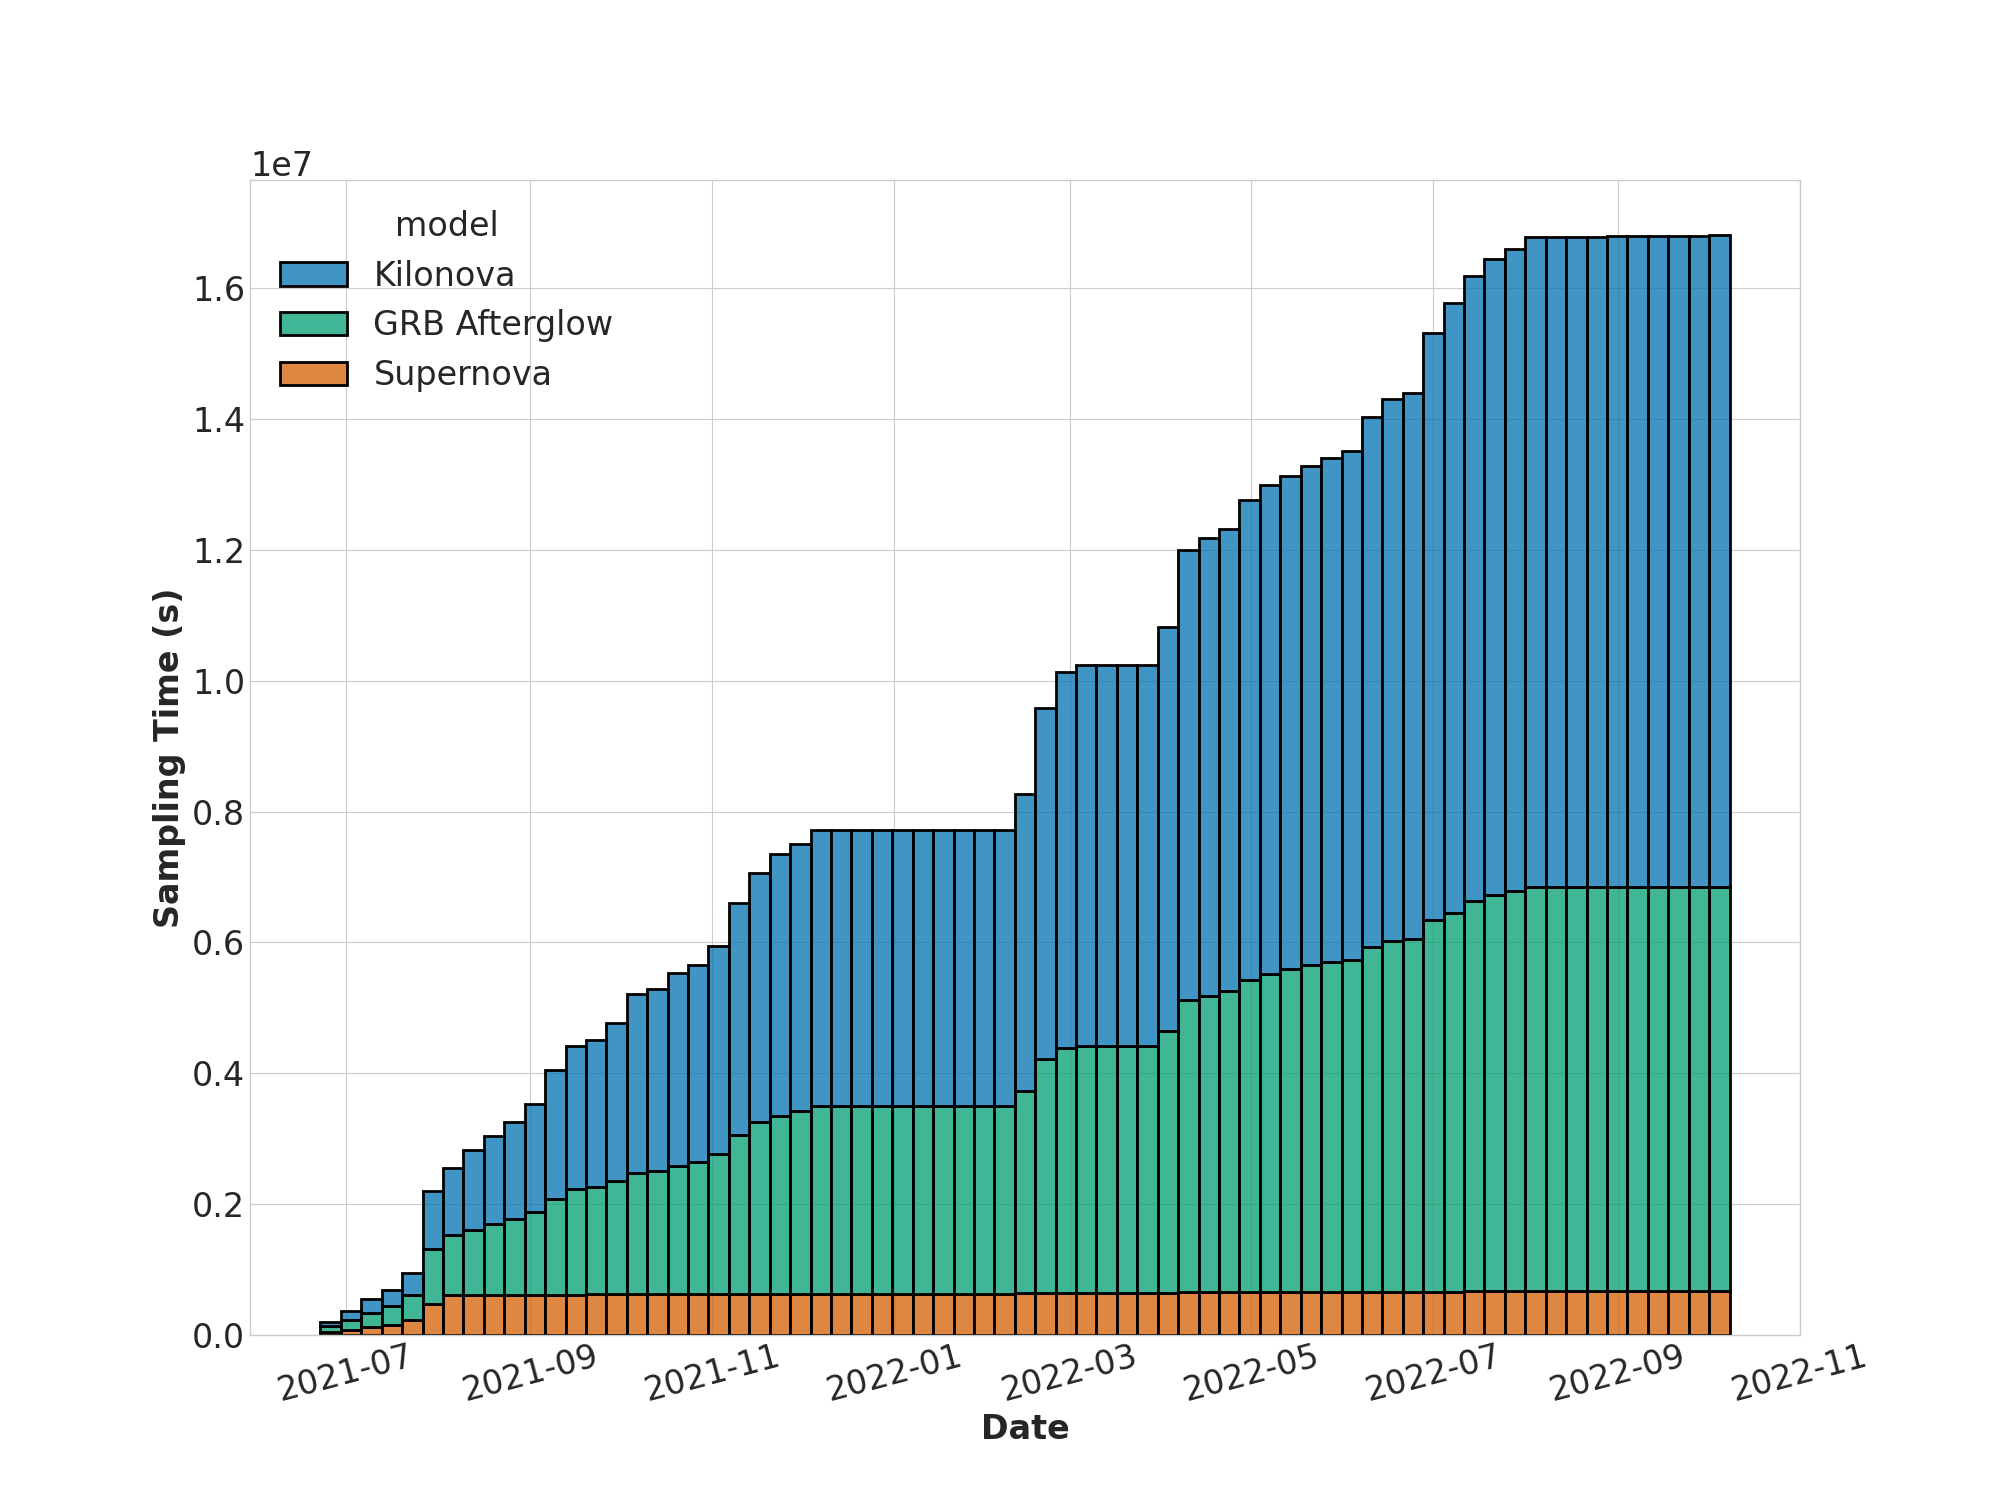 1e7
model
Kilonova
GRB Afterglow
Supernova
1.6
1.4
1.2
1.0
0.8
0.6
0.4
0.2
0.0
Sampling Time (s)
2021-07 2021-09 2021-11 2022-01 2022-03 2022-05 2022-07 2022-09 2022-11
Date